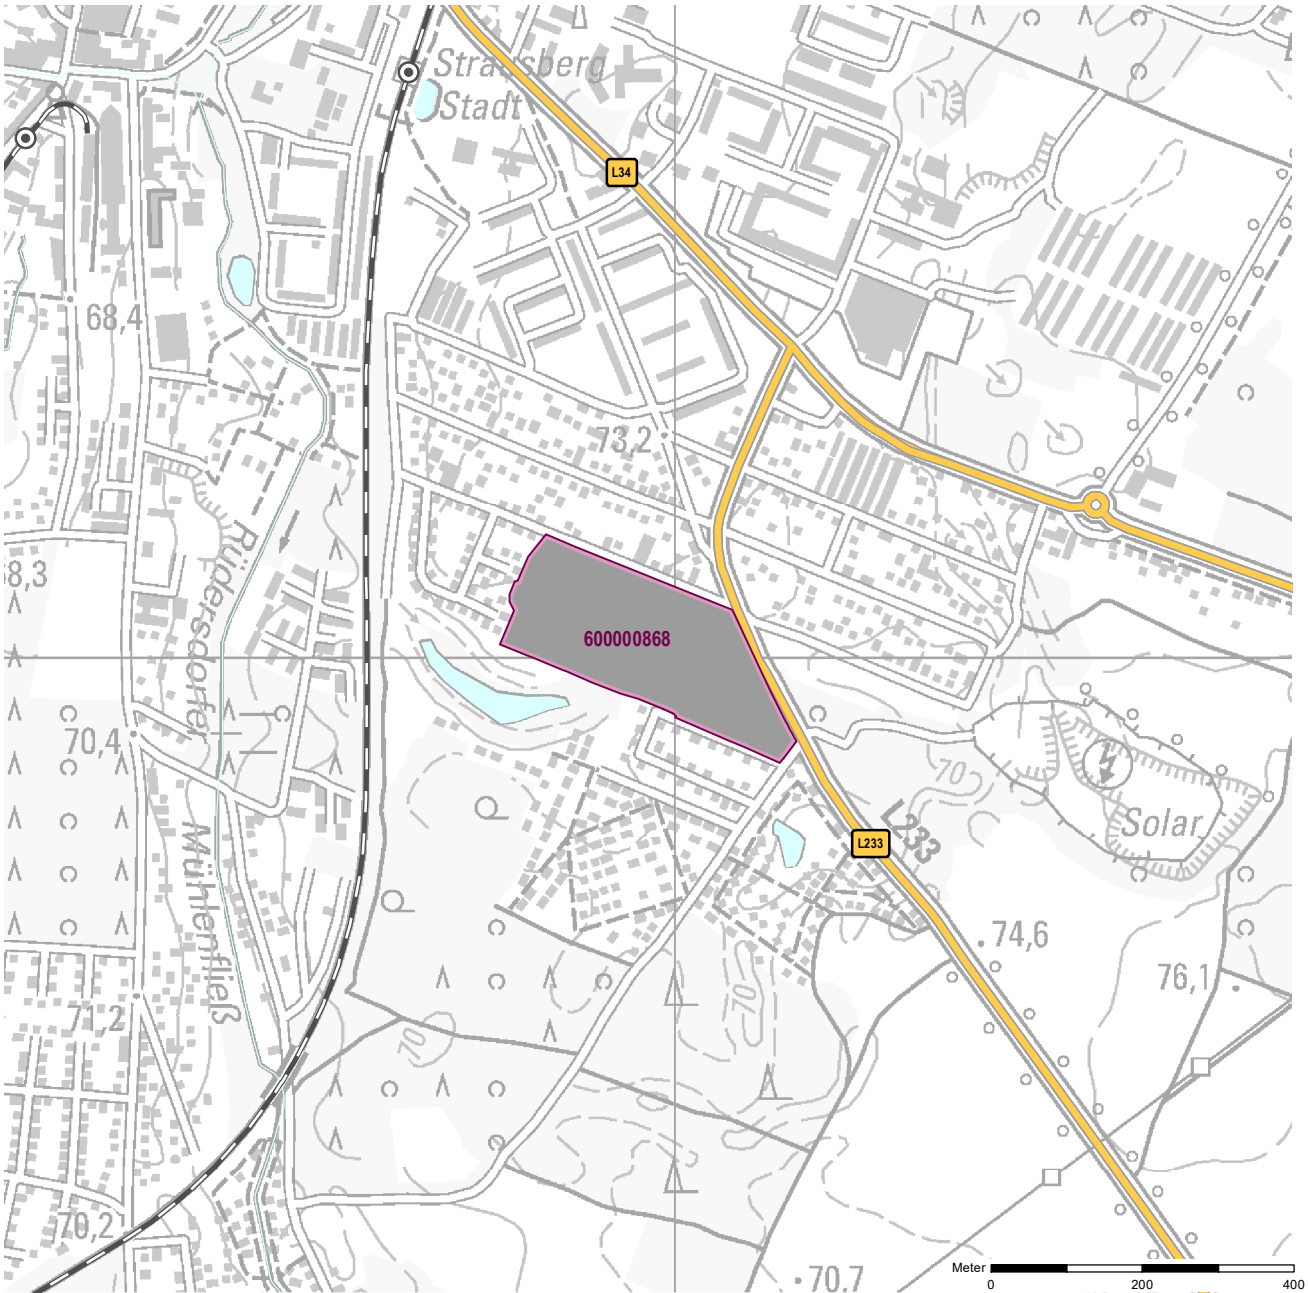 Strausberg
Stadt
L34
68,4
73,2
68,3
Rüdersdorfer
Mühlenfließ
600000868
70,4
70
Solar
L233
L233
74,6
76,1
71,2
70
70
70,2
70,7
Meter
0 200 400